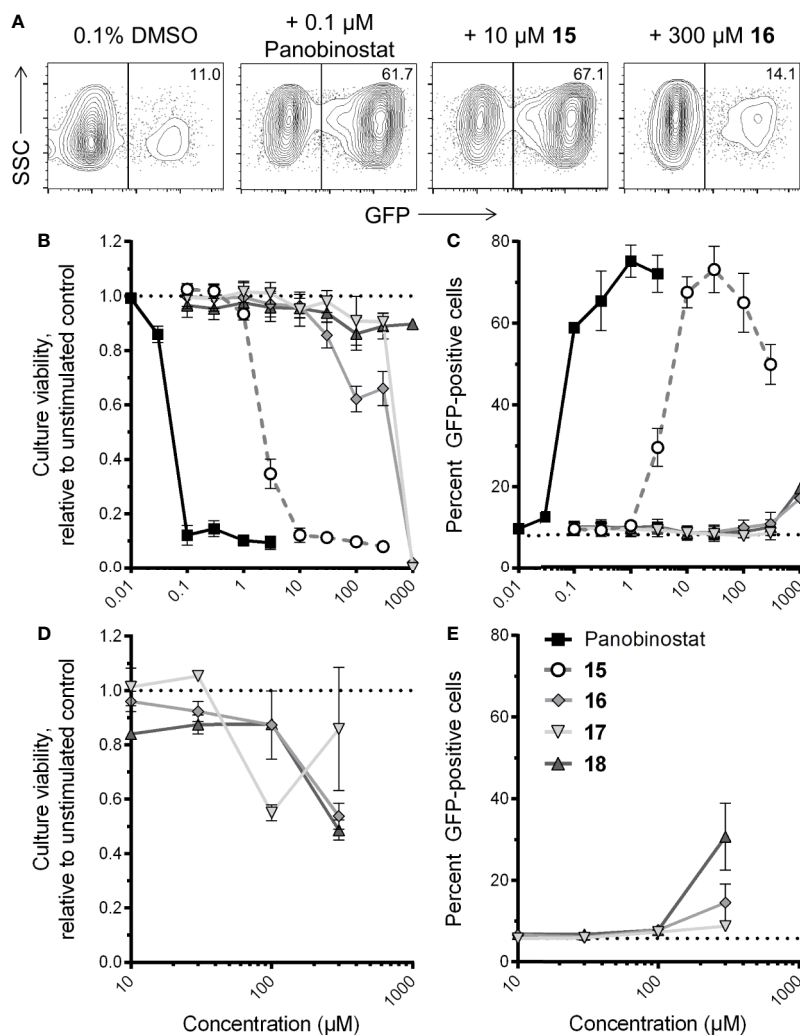 A
0.1% DMSO
+ 0.1 μM
Panobinostat
+ 10 μM 15
+ 300 μM 16
11.0
61.7
67.1
14.1
SSC
GFP
B
Culture viability,
relative to unstimulated control
1.2
1.0
0.8
0.6
0.4
0.2
0.0
0.01
0.1
1
10
100
1000
C
Percent GFP-positive cells
80
60
40
20
0
0.01
0.1
1
10
100
1000
D
Culture viability,
relative to unstimulated control
1.2
1.0
0.8
0.6
0.4
0.2
0.0
10
100
1000
Concentration (μM)
E
Percent GFP-positive cells
80
60
40
20
0
Panobinostat
15
16
17
18
10
100
1000
Concentration (μM)